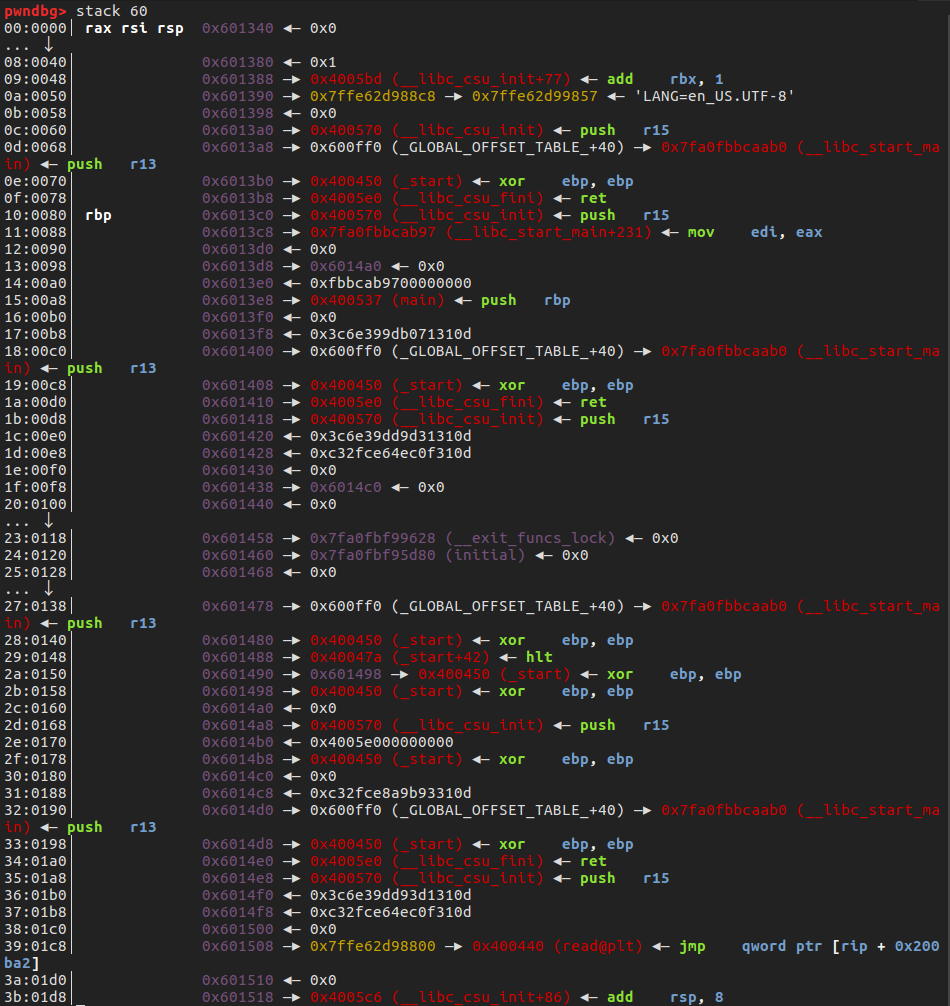 pwndbg> stack 60
00:0000│ rax rsi rsp  0x601340 ◂— 0x0
... ↓
08:0040│              0x601380 ◂— 0x1
09:0048│              0x601388 —▸ 0x4005bd (__libc_csu_init+77) ◂— add    rbx, 1
0a:0050│              0x601390 —▸ 0x7ffe62d988c8 —▸ 0x7ffe62d99857 ◂— 'LANG=en_US.UTF-8'
0b:0058│              0x601398 ◂— 0x0
0c:0060│              0x6013a0 —▸ 0x400570 (__libc_csu_init) ◂— push   r15
0d:0068│              0x6013a8 —▸ 0x600ff0 (_GLOBAL_OFFSET_TABLE_+40) —▸ 0x7fa0fbbcaab0 (__libc_start_ma
in) ◂— push   r13
0e:0070│              0x6013b0 —▸ 0x400450 (_start) ◂— xor    ebp, ebp
0f:0078│              0x6013b8 —▸ 0x4005e0 (__libc_csu_fini) ◂— ret
10:0080│ rbp          0x6013c0 —▸ 0x400570 (__libc_csu_init) ◂— push   r15
11:0088│              0x6013c8 —▸ 0x7fa0fbbcab97 (__libc_start_main+231) ◂— mov    edi, eax
12:0090│              0x6013d0 ◂— 0x0
13:0098│              0x6013d8 —▸ 0x6014a0 ◂— 0x0
14:00a0│              0x6013e0 ◂— 0xfbbcab9700000000
15:00a8│              0x6013e8 —▸ 0x400537 (main) ◂— push   rbp
16:00b0│              0x6013f0 ◂— 0x0
17:00b8│              0x6013f8 ◂— 0x3c6e399db071310d
18:00c0│              0x601400 —▸ 0x600ff0 (_GLOBAL_OFFSET_TABLE_+40) —▸ 0x7fa0fbbcaab0 (__libc_start_ma
in) ◂— push   r13
19:00c8│              0x601408 —▸ 0x400450 (_start) ◂— xor    ebp, ebp
1a:00d0│              0x601410 —▸ 0x4005e0 (__libc_csu_fini) ◂— ret
1b:00d8│              0x601418 —▸ 0x400570 (__libc_csu_init) ◂— push   r15
1c:00e0│              0x601420 ◂— 0x3c6e39dd9d31310d
1d:00e8│              0x601428 ◂— 0xc32fce64ec0f310d
1e:00f0│              0x601430 ◂— 0x0
1f:00f8│              0x601438 —▸ 0x6014c0 ◂— 0x0
20:0100│              0x601440 ◂— 0x0
... ↓
23:0118│              0x601458 —▸ 0x7fa0fbf99628 (__exit_funcs_lock) ◂— 0x0
24:0120│              0x601460 —▸ 0x7fa0fbf95d80 (initial) ◂— 0x0
25:0128│              0x601468 ◂— 0x0
... ↓
27:0138│              0x601478 —▸ 0x600ff0 (_GLOBAL_OFFSET_TABLE_+40) —▸ 0x7fa0fbbcaab0 (__libc_start_ma
in) ◂— push   r13
28:0140│              0x601480 —▸ 0x400450 (_start) ◂— xor    ebp, ebp
29:0148│              0x601488 —▸ 0x40047a (_start+42) ◂— hlt
2a:0150│              0x601490 —▸ 0x601498 —▸ 0x400450 (_start) ◂— xor    ebp, ebp
2b:0158│              0x601498 —▸ 0x400450 (_start) ◂— xor    ebp, ebp
2c:0160│              0x6014a0 ◂— 0x0
2d:0168│              0x6014a8 —▸ 0x400570 (__libc_csu_init) ◂— push   r15
2e:0170│              0x6014b0 ◂— 0x4005e000000000
2f:0178│              0x6014b8 —▸ 0x400450 (_start) ◂— xor    ebp, ebp
30:0180│              0x6014c0 ◂— 0x0
31:0188│              0x6014c8 ◂— 0xc32fce8a9b93310d
32:0190│              0x6014d0 —▸ 0x600ff0 (_GLOBAL_OFFSET_TABLE_+40) —▸ 0x7fa0fbbcaab0 (__libc_start_ma
in) ◂— push   r13
33:0198│              0x6014d8 —▸ 0x400450 (_start) ◂— xor    ebp, ebp
34:01a0│              0x6014e0 —▸ 0x4005e0 (__libc_csu_fini) ◂— ret
35:01a8│              0x6014e8 —▸ 0x400570 (__libc_csu_init) ◂— push   r15
36:01b0│              0x6014f0 ◂— 0x3c6e39dd93d1310d
37:01b8│              0x6014f8 ◂— 0xc32fce64ec0f310d
38:01c0│              0x601500 ◂— 0x0
39:01c8│              0x601508 —▸ 0x7ffe62d98800 —▸ 0x400440 (read@plt) ◂— jmp    qword ptr [rip + 0x200
ba2]
3a:01d0│              0x601510 ◂— 0x0
3b:01d8│              0x601518 —▸ 0x4005c6 (__libc_csu_init+86) ◂— add    rsp, 8